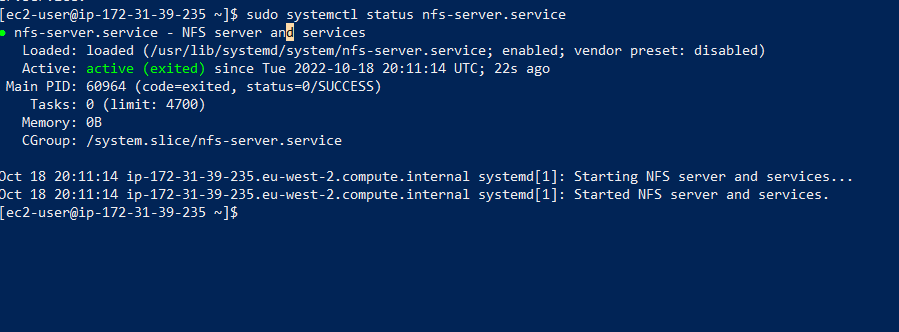 [ec2-user@ip-172-31-39-235 ~]$ sudo systemctl status nfs-server.service
● nfs-server.service - NFS server and services
   Loaded: loaded (/usr/lib/systemd/system/nfs-server.service; enabled; vendor preset: disabled)
   Active: active (exited) since Tue 2022-10-18 20:11:14 UTC; 22s ago
 Main PID: 60964 (code=exited, status=0/SUCCESS)
    Tasks: 0 (limit: 4700)
   Memory: 0B
   CGroup: /system.slice/nfs-server.service

Oct 18 20:11:14 ip-172-31-39-235.eu-west-2.compute.internal systemd[1]: Starting NFS server and services...
Oct 18 20:11:14 ip-172-31-39-235.eu-west-2.compute.internal systemd[1]: Started NFS server and services.
[ec2-user@ip-172-31-39-235 ~]$